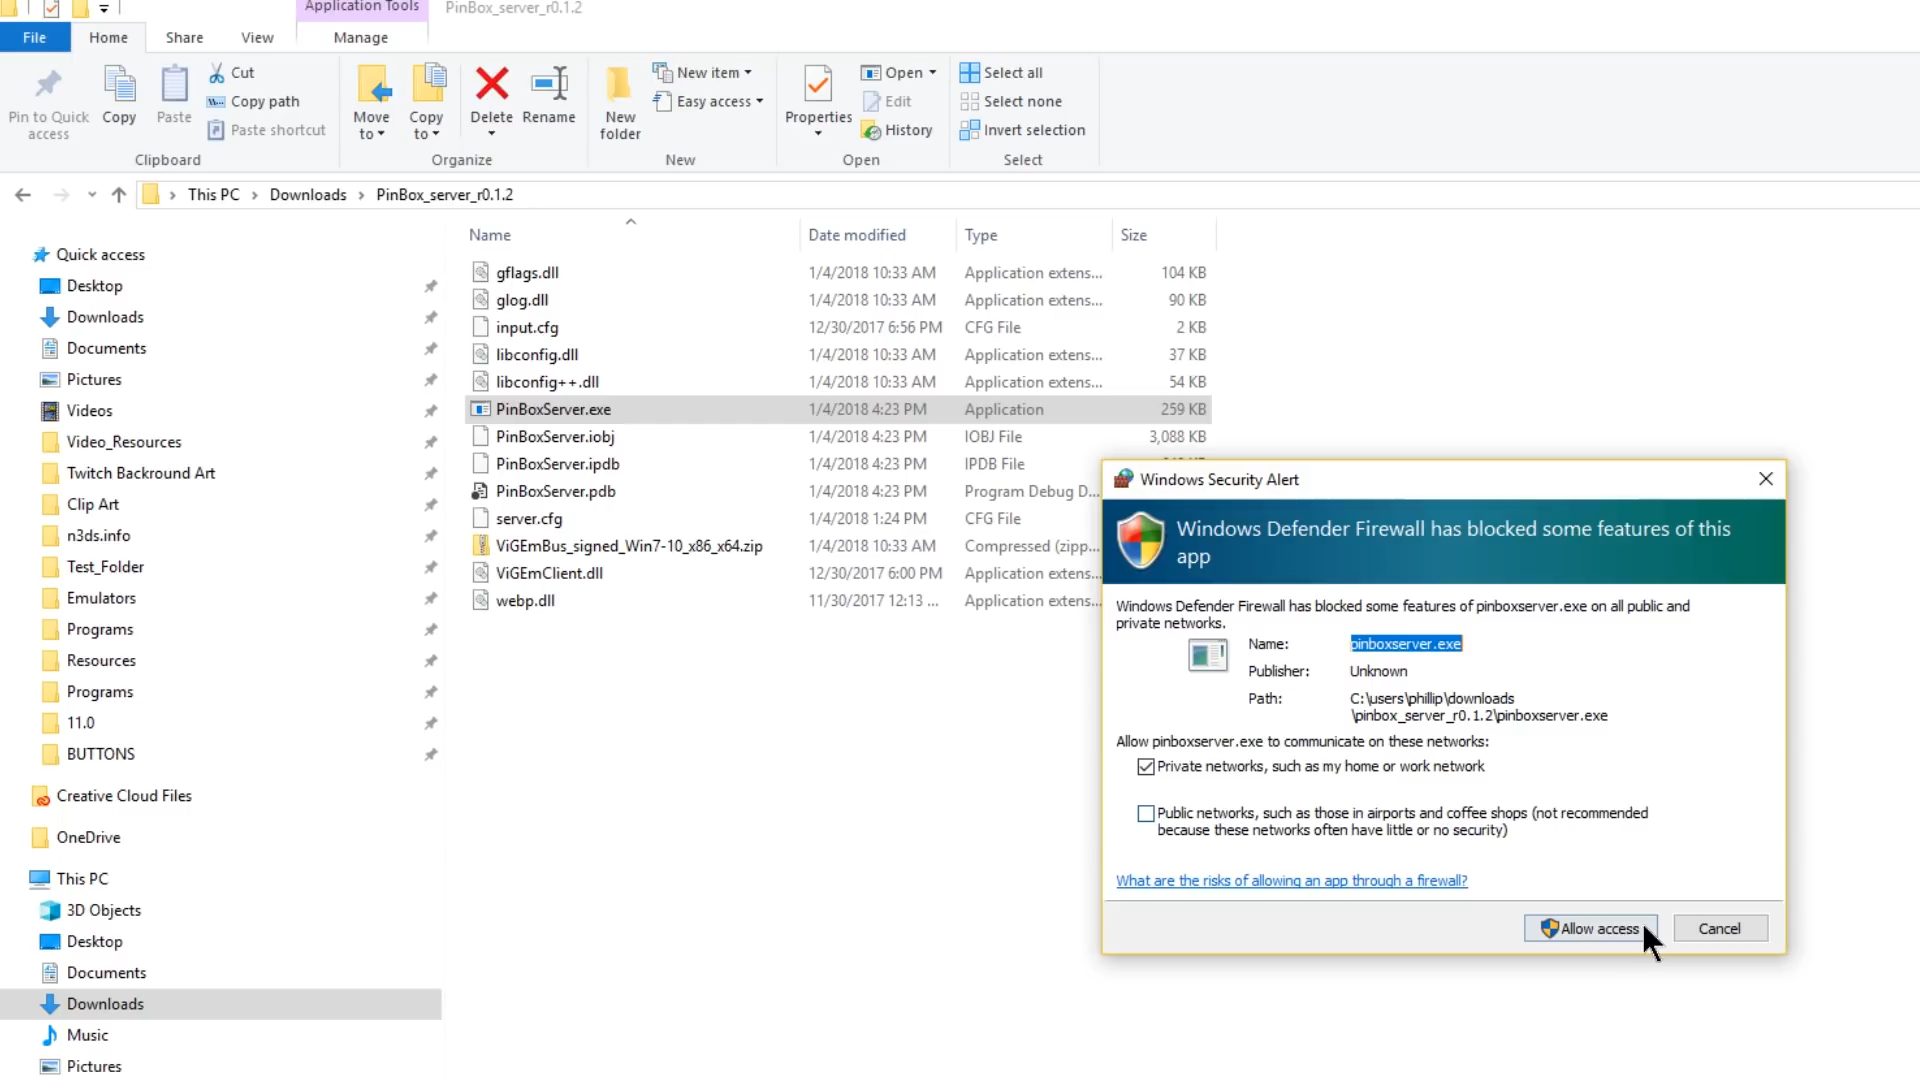 Application Tools PinBox_server_r0.1.2
File Home Share View Manage
Pin to Quick access
Copy
Paste
Cut
Copy path
Paste shortcut
Clipboard
Move to
Copy to
Delete
Rename
Organize
New folder
New item
Easy access
New
Properties
Open
Edit
History
Open
Select all
Select none
Invert selection
Select
This PC > Downloads > PinBox_server_r0.1.2
Quick access
Desktop
Downloads
Documents
Pictures
Videos
Video_Resources
Twitch Backround Art
Clip Art
n3ds.info
Test_Folder
Emulators
Programs
Resources
Programs
11.0
BUTTONS
Creative Cloud Files
OneDrive
This PC
3D Objects
Desktop
Documents
Downloads
Music
Pictures
Name Date modified Type Size
gflags.dll 1/4/2018 10:33 AM Application extens... 104 KB
glog.dll 1/4/2018 10:33 AM Application extens... 90 KB
input.cfg 12/30/2017 6:56 PM CFG File 2 KB
libconfig.dll 1/4/2018 10:33 AM Application extens... 37 KB
libconfig++.dll 1/4/2018 10:33 AM Application extens... 54 KB
PinBoxServer.exe 1/4/2018 4:23 PM Application 259 KB
PinBoxServer.iobj 1/4/2018 4:23 PM IOBJ File 3,088 KB
PinBoxServer.ipdb 1/4/2018 4:23 PM IPDB File
PinBoxServer.pdb 1/4/2018 4:23 PM Program Debug D...
server.cfg 1/4/2018 1:24 PM CFG File
ViGEmBus_signed_Win7-10_x86_x64.zip 1/4/2018 10:33 AM Compressed (zipp...
ViGEmClient.dll 12/30/2017 6:00 PM Application extens...
webp.dll 11/30/2017 12:13 ... Application extens...
Windows Security Alert
Windows Defender Firewall has blocked some features of this
app
Windows Defender Firewall has blocked some features of pinboxserver.exe on all public and
private networks.
Name: pinboxserver.exe
Publisher: Unknown
Path: C:\users\phillip\downloads
\pinbox_server_r0.1.2\pinboxserver.exe
Allow pinboxserver.exe to communicate on these networks:
Private networks, such as my home or work network
Public networks, such as those in airports and coffee shops (not recommended
because these networks often have little or no security)
What are the risks of allowing an app through a firewall?
Allow access Cancel